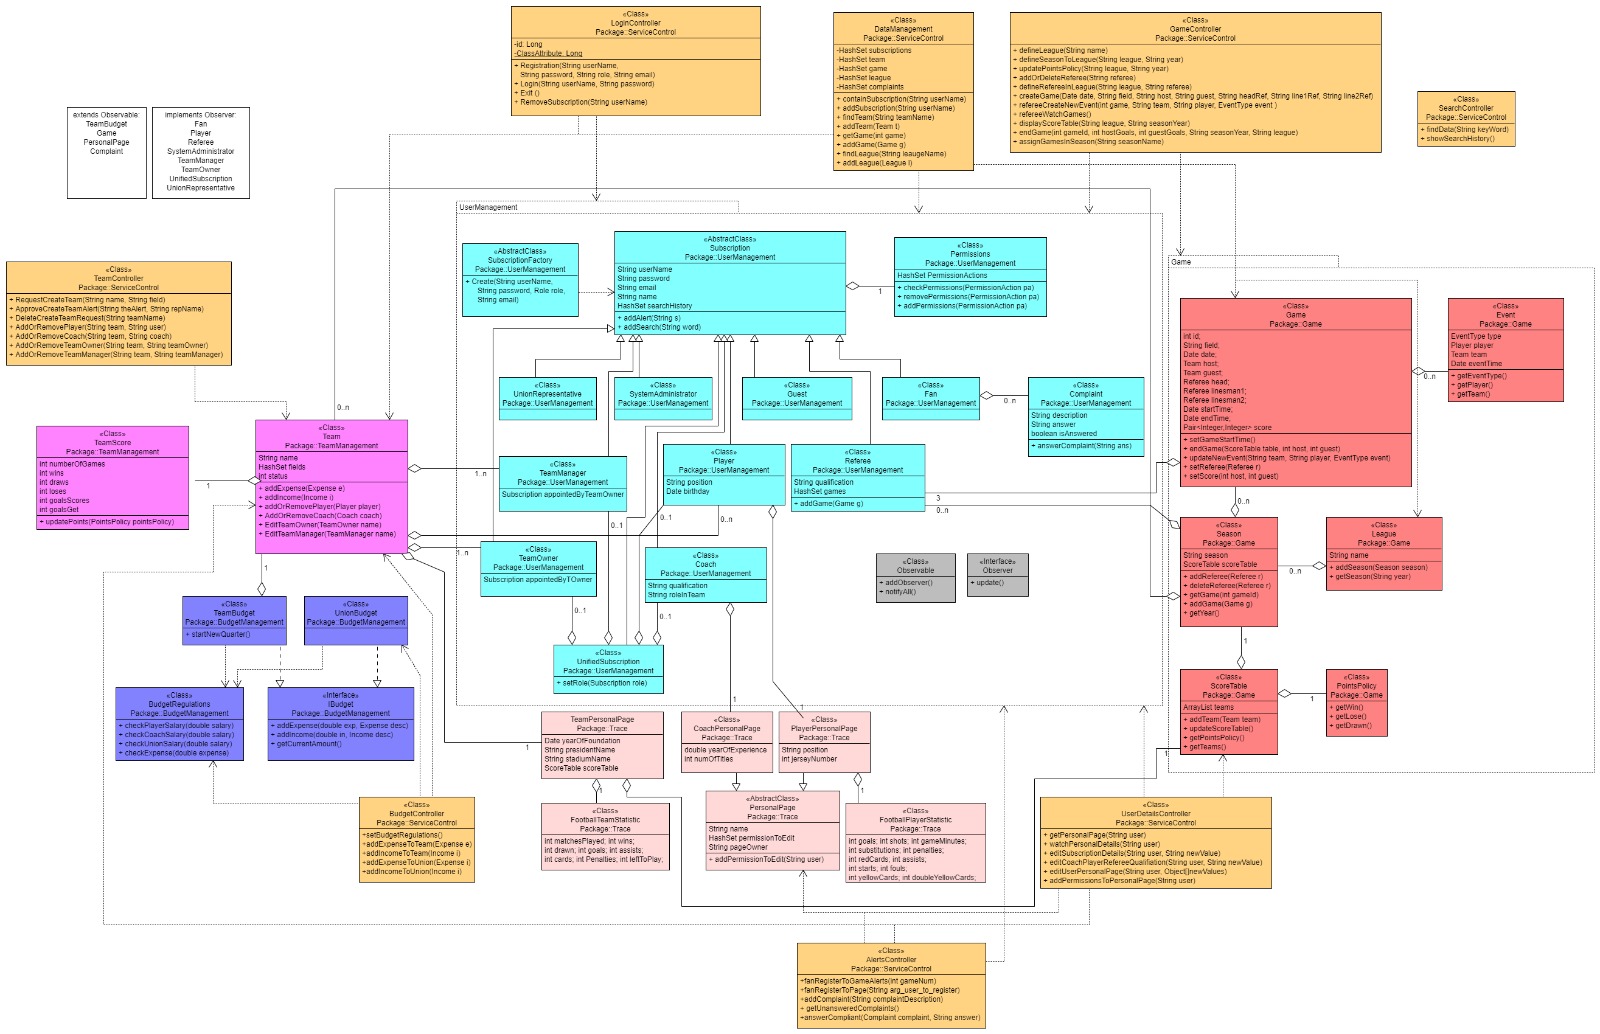 «Class»
LoginController
Package::ServiceControl
-id: Long
-ClassAttribute: Long
+ Registration(String userName,
String password, String role, String email)
+ Login(String userName, String password)
+ Exit ()
+ RemoveSubscription(String userName)
«Class»
DataManagement
Package::ServiceControl
-HashSet subscriptions
-HashSet team
-HashSet game
-HashSet league
-HashSet complaints
+ containSubscription(String userName)
+ addSubscription(String userName)
+ findTeam(String teamName)
+ addTeam(Team t)
+ getGame(int game)
+ addGame(Game g)
+ findLeague(String leaugeName)
+ addLeague(League l)
«Class»
GameController
Package::ServiceControl
+ defineLeague(String name)
+ defineSeasonToLeague(String league, String year)
+ updatePointsPolicy(String league, String year)
+ addOrDeleteReferee(String referee)
+ defineRefereeInLeague(String league, String referee)
+ createGame(Date date, String field, String host, String guest, String headRef, String line1Ref, String line2Ref)
+ refereeCreateNewEvent(int game, String team, String player, EventType event )
+ refereeWatchGames()
+ displayScoreTable(String league, String seasonYear)
+ endGame(int gameId, int hostGoals, int guestGoals, String seasonYear, String league)
+ assignGamesInSeason(String seasonName)
«Class»
SearchController
Package::ServiceControl
+ findData(String keyWord)
+ showSearchHistory()
extends Observable:
TeamBudget
Game
PersonalPage
Complaint
implements Observer:
Fan
Player
Referee
SystemAdministrator
TeamManager
TeamOwner
UnifiedSubscription
UnionRepresentative
UserManagement
«AbstractClass»
SubscriptionFactory
Package::UserManagement
+ Create(String userName,
String password, Role role,
String email)
«AbstractClass»
Subscription
Package::UserManagement
String userName
String password
String email
String name
HashSet searchHistory
+ addAlert(String s)
+ addSearch(String word)
1
«Class»
Permissions
Package::UserManagement
HashSet PermissionActions
+ checkPermissions(PermissionAction pa)
+ removePermissions(PermissionAction pa)
+ addPermissions(PermissionAction pa)
«Class»
TeamController
Package::ServiceControl
+ RequestCreateTeam(String name, String field)
+ ApproveCreateTeamAlert(String theAlert, String repName)
+ DeleteCreateTeamRequest(String teamName)
+ AddOrRemovePlayer(String team, String user)
+ AddOrRemoveCoach(String team, String coach)
+ AddOrRemoveTeamOwner(String team, String teamOwner)
+ AddOrRemoveTeamManager(String team, String teamManager)
Game
«Class»
Game
Package::Game
int id;
String field;
Date date;
Team host;
Team guest;
Referee head;
Referee linesman1;
Referee linesman2;
Date startTime;
Date endTime;
Pair<Integer,Integer> score
+ setGameStartTime()
+ endGame(ScoreTable table, int host, int guest)
+ updateNewEvent(String team, String player, EventType event)
+ setReferee(Referee r)
+ setScore(int host, int guest)
0..n
«Class»
Event
Package::Game
EventType type
Player player
Team team
Date eventTime
+ getEventType()
+ getPlayer()
+ getTeam()
«Class»
UnionRepresentative
Package::UserManagement
«Class»
SystemAdministrator
Package::UserManagement
«Class»
Guest
Package::UserManagement
«Class»
Fan
Package::UserManagement
0..n
«Class»
Complaint
Package::UserManagement
String description
String answer
boolean isAnswered
+ answerComplaint(String ans)
0..n
«Class»
TeamScore
Package::TeamManagement
int numberOfGames
int wins
int draws
int loses
int goalsScores
int goalsGet
+ updatePoints(PointsPolicy pointsPolicy)
1
«Class»
Team
Package::TeamManagement
String name
HashSet fields
int status
+ addExpense(Expense e)
+ addIncome(Income i)
+ addOrRemovePlayer(Player player)
+ AddOrRemoveCoach(Coach coach)
+ EditTeamOwner(TeamOwner name)
+ EditTeamManager(TeamManager name)
1..n
«Class»
TeamManager
Package::UserManagement
Subscription appointedByTeamOwner
«Class»
Player
Package::UserManagement
String position
Date birthday
«Class»
Referee
Package::UserManagement
String qualification
HashSet games
+ addGame(Game g)
3
0..n
0..1
0..1
0..n
1..n
«Class»
TeamOwner
Package::UserManagement
Subscription appointedByTOwner
«Class»
Coach
Package::UserManagement
String qualification
String roleInTeam
«Class»
Observable
+ addObserver()
+ notifyAll()
«Interface»
Observer
+ update()
0..n
«Class»
Season
Package::Game
String season
ScoreTable scoreTable
+ addReferee(Referee r)
+ deleteReferee(Referee r)
+ getGame(int gameId)
+ addGame(Game g)
+ getYear()
0..n
«Class»
League
Package::Game
String name
+ addSeason(Season season)
+ getSeason(String year)
1
«Class»
TeamBudget
Package::BudgetManagement
+ startNewQuarter()
«Class»
UnionBudget
Package::BudgetManagement
0..1
0..1
«Class»
UnifiedSubscription
Package::UserManagement
+ setRole(Subscription role)
1
«Class»
ScoreTable
Package::Game
ArrayList teams
+ addTeam(Team team)
+ updateScoreTable()
+ getPointsPolicy()
+ getTeams()
1
«Class»
PointsPolicy
Package::Game
+ getWin()
+ getLose()
+ getDrawn()
1
«Class»
BudgetRegulations
Package::BudgetManagement
+ checkPlayerSalary(double salary)
+ checkCoachSalary(double salary)
+ checkUnionSalary(double salary)
+ checkExpense(double expense)
«Interface»
IBudget
Package::BudgetManagement
+ addExpense(double exp, Expense desc)
+ addIncome(double in, Income desc)
+ getCurrentAmount()
1
TeamPersonalPage
Package::Trace
Date yearOfFoundation
String presidentName
String stadiumName
ScoreTable scoreTable
1
«Class»
CoachPersonalPage
Package::Trace
double yearOfExperience
int numOfTitles
1
«Class»
PlayerPersonalPage
Package::Trace
String position
int jerseyNumber
«Class»
BudgetController
Package::ServiceControl
+setBudgetRegulations()
+addExpenseToTeam(Expense e)
+addIncomeToTeam(Income i)
+addExpenseToUnion(Expense i)
+addIncomeToUnion(Income i)
1
«Class»
FootballTeamStatistic
Package::Trace
int matchesPlayed; int wins;
int drawn; int goals; int assists;
int cards; int Penalties; int leftToPlay;
«AbstractClass»
PersonalPage
Package::Trace
String name
HashSet permissionToEdit
String pageOwner
+ addPermissionToEdit(String user)
1
«Class»
FootballPlayerStatistic
Package::Trace
int goals; int shots; int gameMinutes;
int substitutions; int penalties;
int redCards; int assists;
int starts; int fouls;
int yellowCards; int doubleYellowCards;
«Class»
UserDetailsController
Package::ServiceControl
+ getPersonalPage(String user)
+ watchPersonalDetails(String user)
+ editSubscriptionDetails(String user, String newValue)
+ editCoachPlayerRefereeQualifiation(String user, String newValue)
+ editUserPersonalPage(String user, Object[]newValues)
+ addPermissionsToPersonalPage(String user)
«Class»
AlertsController
Package::ServiceControl
+fanRegisterToGameAlerts(int gameNum)
+fanRegisterToPage(String arg_user_to_register)
+addComplaint(String complaintDescription)
+ getUnansweredComplaints()
+answerCompliant(Complaint complaint, String answer)